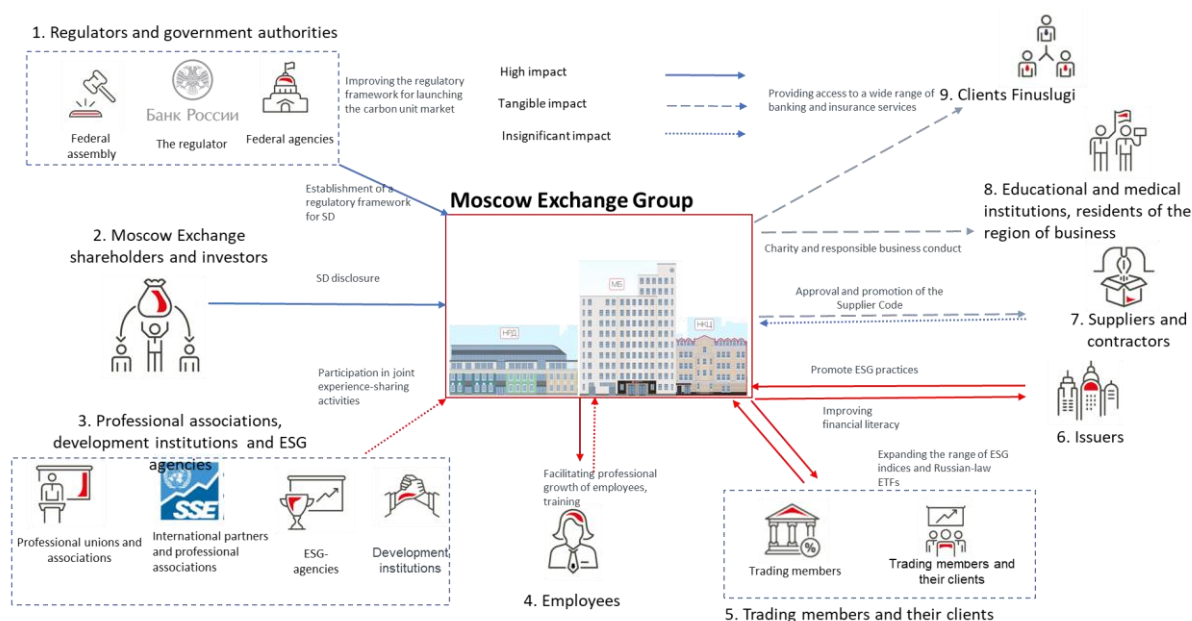 1. Regulators and government authorities
Банк России
Federal
assembly
The regulator
Federal agencies
Improving the regulatory
framework for launching
the carbon unit market
High impact
Tangible impact
Insignificant impact
Providing access to a wide range of
banking and insurance services
9. Clients Finuslugi
8. Educational and medical
institutions, residents of the
region of business
Establishment of a
regulatory framework
for SD
Moscow Exchange Group
2. Moscow Exchange
shareholders and investors
SD disclosure
Charity and responsible business conduct
Approval and promotion of the
Supplier Code
7. Suppliers and
contractors
НРД
МБ
НКЦ
Participation in joint
experience-sharing
activities
Promote ESG practices
Improving
financial literacy
6. Issuers
3. Professional associations,
development institutions and ESG
agencies
SSE
Professional unions and
associations
International partners
and professional
associations
ESG-
agencies
Development
institutions
Facilitating professional
growth of employees,
training
4. Employees
Expanding the range of ESG
indices and Russian-law
ETFs
%
Trading members
Trading members and
their clients
5. Trading members and their clients